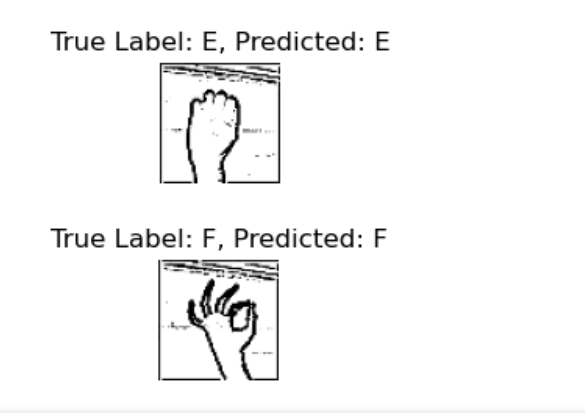 True Label: E, Predicted: E
True Label: F, Predicted: F